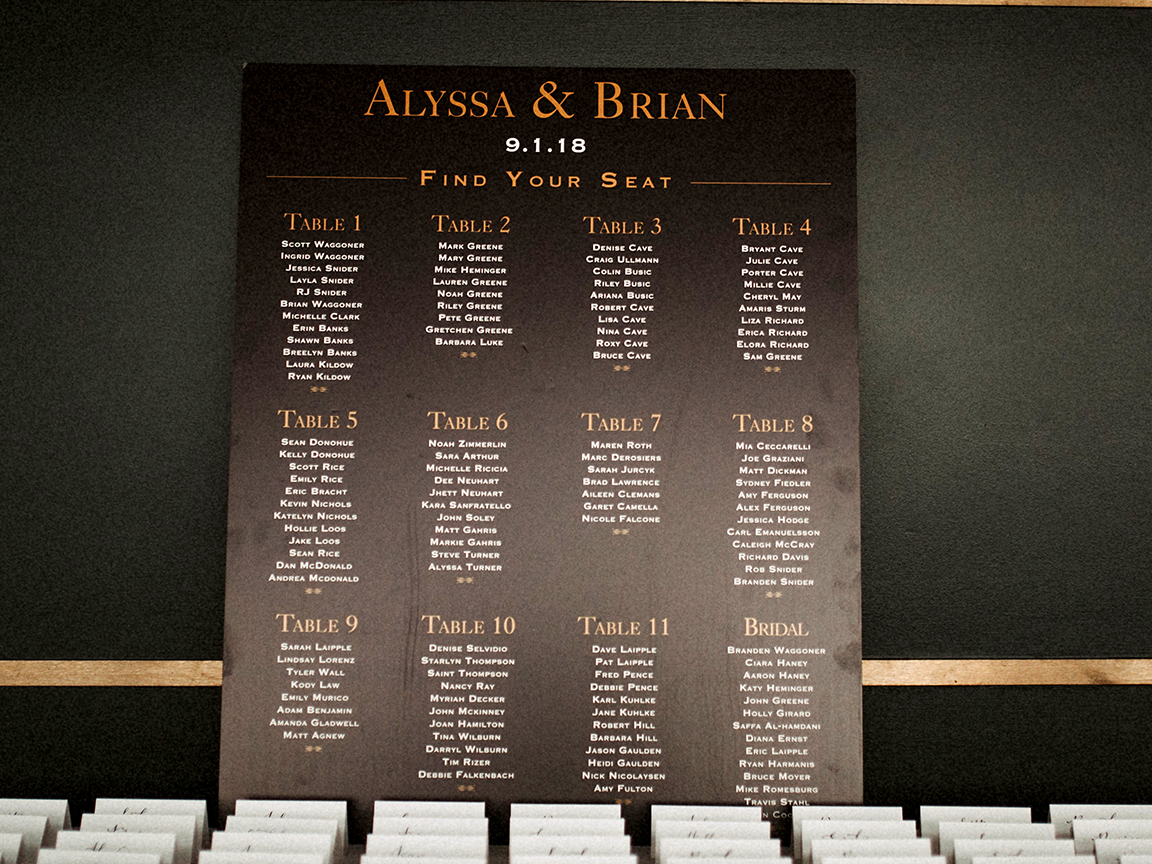 ALYSSA & BRIAN
9.1.18
FIND YOUR SEAT
TABLE 1
SCOTT WAGGONER
INGRID WAGGONER
JESSICA SNIDER
LAYLA SNIDER
RJ SNIDER
BRIAN WAGGONER
MICHELLE CLARK
ERIN BANKS
SHAWN BANKS
BREELYN BANKS
LAURA KILDOW
RYAN KILDOW
TABLE 2
MARK GREENE
MARY GREENE
MIKE HEMINGER
LAUREN GREENE
NOAH GREENE
RILEY GREENE
PETE GREENE
GRETCHEN GREENE
BARBARA LUKE
TABLE 3
DENISE CAVE
CRAIG ULLMANN
COLIN BUSIC
RILEY BUSIC
ARIANA BUSIC
ROBERT CAVE
LISA CAVE
NINA CAVE
ROXY CAVE
BRUCE CAVE
TABLE 4
BRYANT CAVE
JULIE CAVE
PORTER CAVE
MILLIE CAVE
CHERYL MAY
AMARIS STURM
LIZA RICHARD
ERICA RICHARD
ELORA RICHARD
SAM GREENE
TABLE 5
SEAN DONOHUE
KELLY DONOHUE
SCOTT RICE
EMILY RICE
ERIC BRACHT
KEVIN NICHOLS
KATELYN NICHOLS
HOLLIE LOOS
JAKE LOOS
SEAN RICE
DAN MCDONALD
ANDREA MCDONALD
TABLE 6
NOAH ZIMMERLIN
SARA ARTHUR
MICHELLE RICICIA
DEE NEUHART
JHETT NEUHART
KARA SANFRATELLO
JOHN SOLEY
MATT GAHRIS
MARKIE GAHRIS
STEVE TURNER
ALYSSA TURNER
TABLE 7
MAREN ROTH
MARC DEROSIERS
SARAH JURCYK
BRAD LAWRENCE
AILEEN CLEMANS
GARET CAMELLA
NICOLE FALCONE
TABLE 8
MIA CECCARELLI
JOE GRAZIANI
MATT DICKMAN
SYDNEY FIEDLER
AMY FERGUSON
ALEX FERGUSON
JESSICA HODGE
CARL EMANUELSSON
CALEIGH MCCRAY
RICHARD DAVIS
ROB SNIDER
BRANDEN SNIDER
TABLE 9
SARAH LAIPPLE
LINDSAY LORENZ
TYLER WALL
KODY LAW
EMILY MURICO
ADAM BENJAMIN
AMANDA GLADWELL
MATT AGNEW
TABLE 10
DENISE SELVIDIO
STARLYN THOMPSON
SAINT THOMPSON
NANCY RAY
MYRIAH DECKER
JOHN MCKINNEY
JOAN HAMILTON
TINA WILBURN
DARRYL WILBURN
TIM RIZER
DEBBIE FALKENBACH
TABLE 11
DAVE LAIPPLE
PAT LAIPPLE
FRED PENCE
DEBBIE PENCE
KARL KUHLKE
JANE KUHLKE
ROBERT HILL
BARBARA HILL
JASON GAULDEN
HEIDI GAULDEN
NICK NICOLAYSEN
AMY FULTON
BRIDAL
BRANDEN WAGGONER
CIARA HANEY
AARON HANEY
KATY HEMINGER
JOHN GREENE
HOLLY GIRARD
SAFFA AL-HAMDANI
DIANA ERNST
ERIC LAIPPLE
RYAN HARMANIS
BRUCE MOYER
MIKE ROMESBURG
TRAVIS STAHL